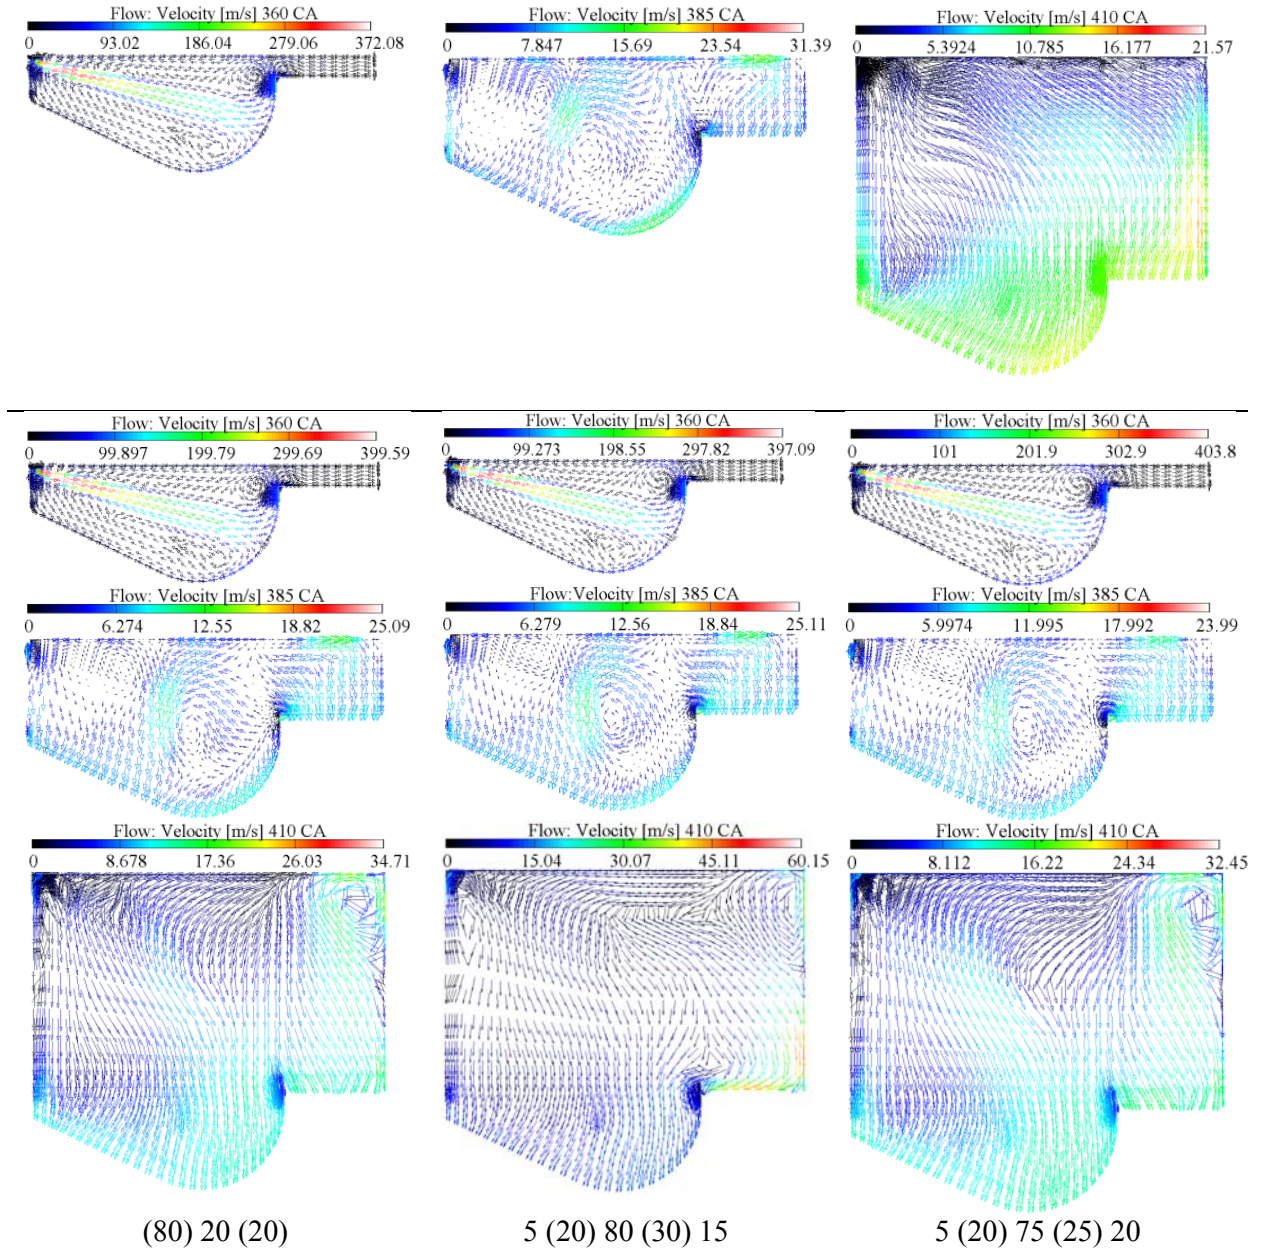 Flow: Velocity [m/s] 360 CA
0 93.02 186.04 279.06 372.08
Flow: Velocity [m/s] 385 CA
0 7.847 15.69 23.54 31.39
Flow: Velocity [m/s] 410 CA
0 5.3924 10.785 16.177 21.57
Flow: Velocity [m/s] 360 CA
0 99.897 199.79 299.69 399.59
Flow: Velocity [m/s] 360 CA
0 99.273 198.55 297.82 397.09
Flow: Velocity [m/s] 360 CA
0 101 201.9 302.9 403.8
Flow: Velocity [m/s] 385 CA
0 6.274 12.55 18.82 25.09
Flow:Velocity [m/s] 385 CA
0 6.279 12.56 18.84 25.11
Flow: Velocity [m/s] 385 CA
0 5.9974 11.995 17.992 23.99
Flow: Velocity [m/s] 410 CA
0 8.678 17.36 26.03 34.71
Flow: Velocity [m/s] 410 CA
0 15.04 30.07 45.11 60.15
Flow: Velocity [m/s] 410 CA
0 8.112 16.22 24.34 32.45
(80) 20 (20)
5 (20) 80 (30) 15
5 (20) 75 (25) 20